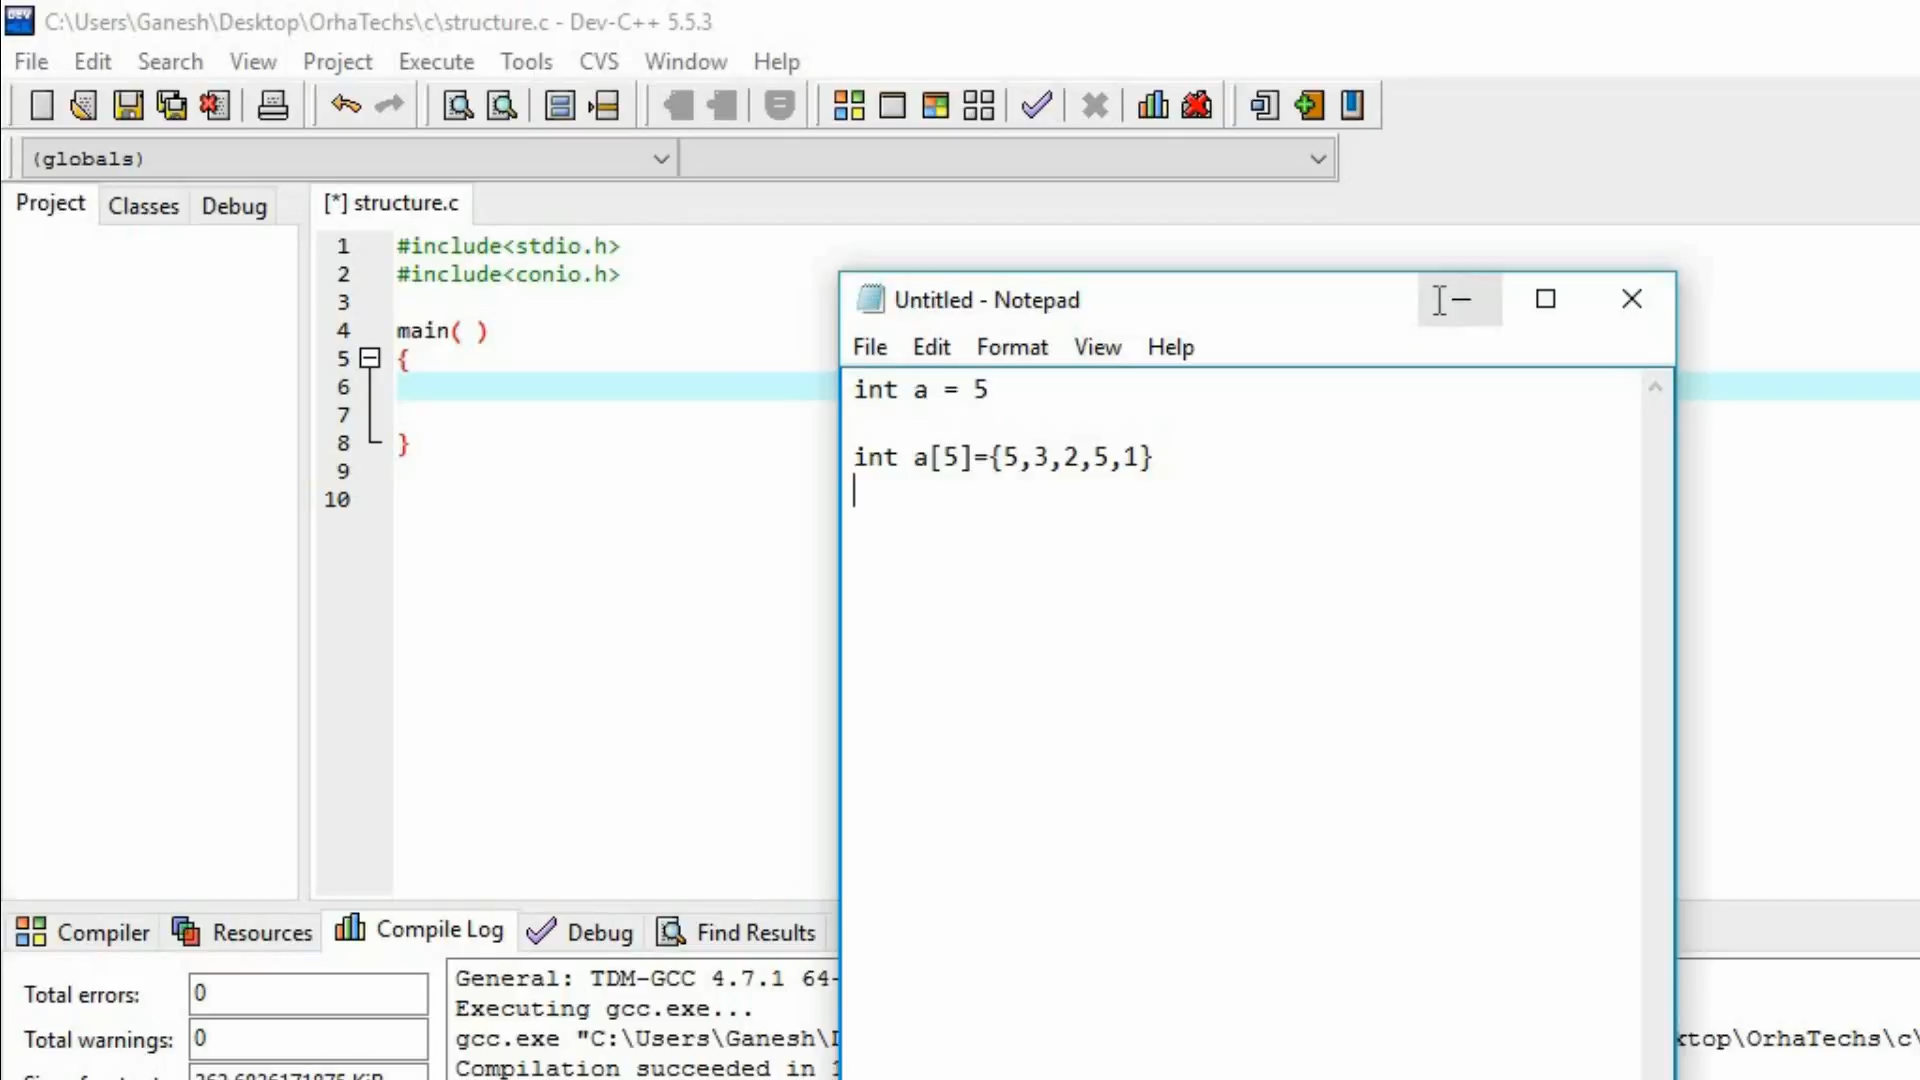 C:\Users\Ganesh\Desktop\OrhaTechs\c\structure.c - Dev-C++ 5.5.3
File Edit Search View Project Execute Tools CVS Window Help
(globals)
Project Classes Debug [*] structure.c
1 #include<stdio.h>
2 #include<conio.h>
3
4 main( )
5 {
6
7
8 }
9
10
Untitled - Notepad
File Edit Format View Help
int a = 5
int a[5]={5,3,2,5,1}
Compiler Resources Compile Log Debug Find Results
Total errors: 0
Total warnings: 0
General: TDM-GCC 4.7.1 64-
Executing gcc.exe...
gcc.exe "C:\Users\Ganesh\ ktop\OrhaTechs\c\
Compilation succeeded in